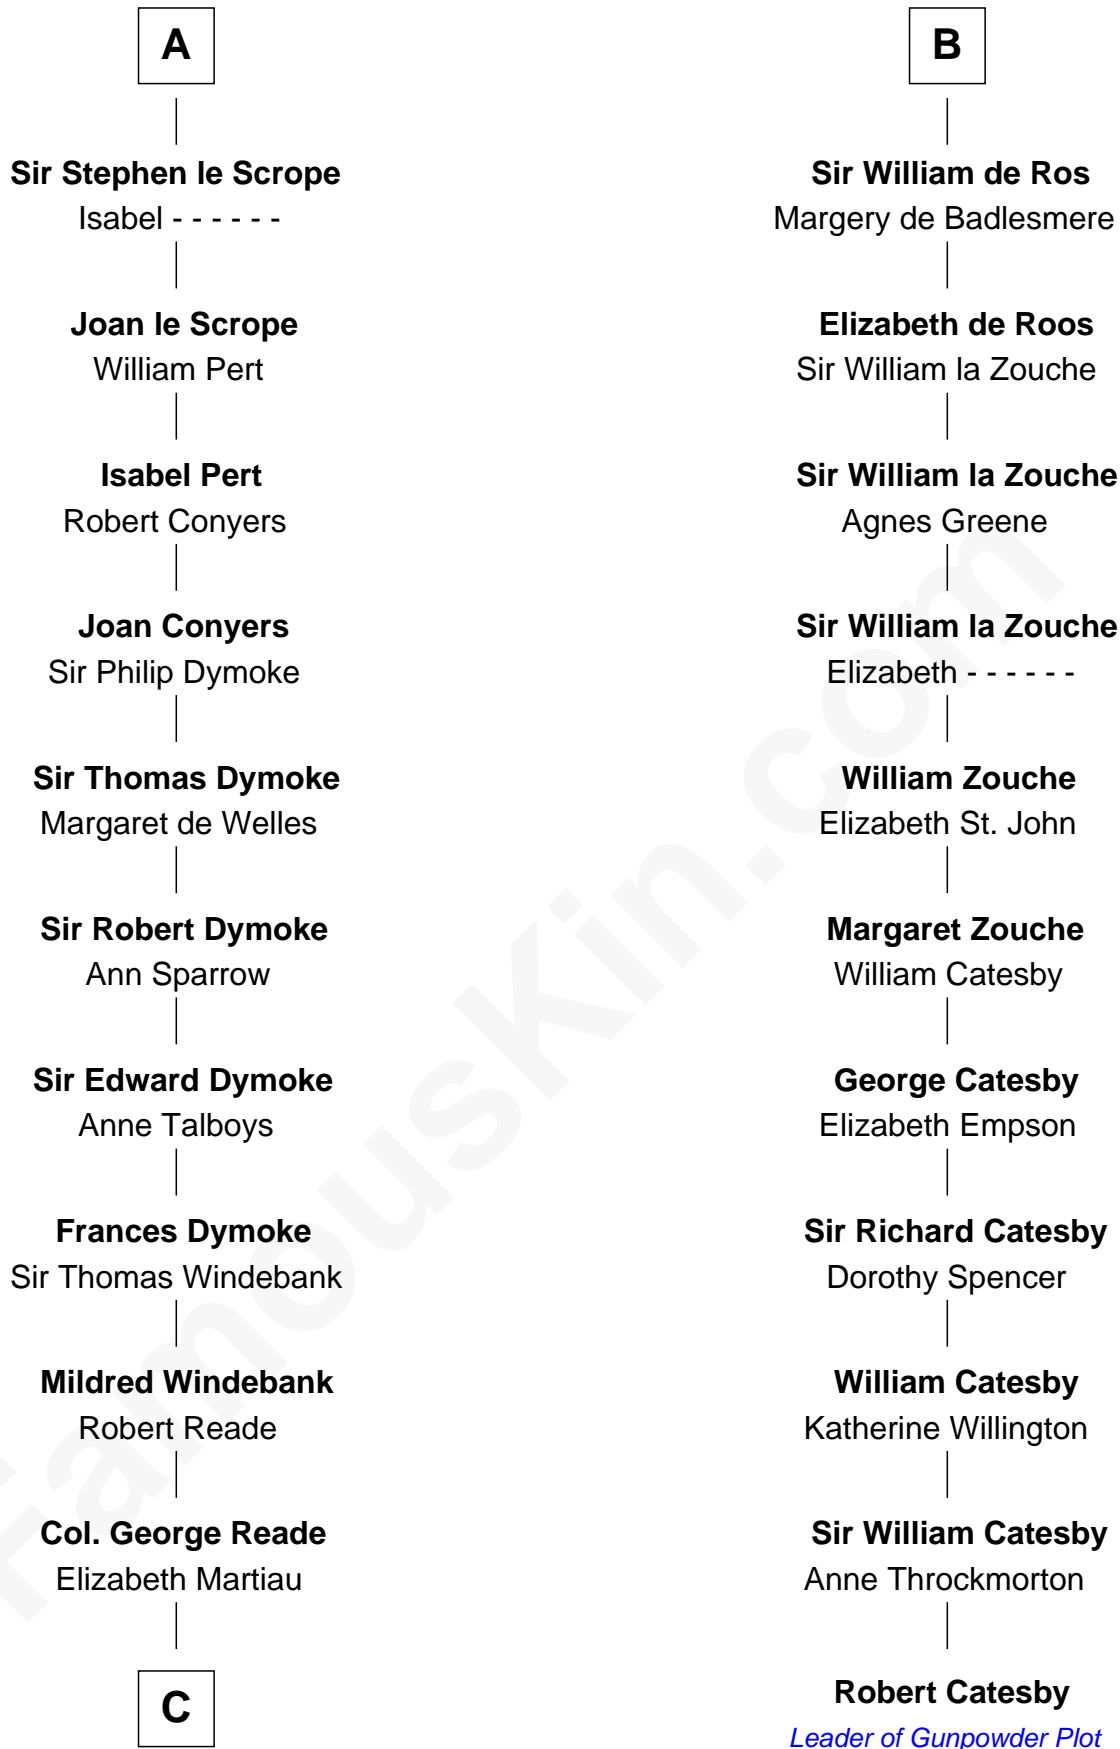 A
Sir Stephen le Scrope
Isabel - - - - - -
Joan le Scrope
William Pert
Isabel Pert
Robert Conyers
Joan Conyers
Sir Philip Dymoke
Sir Thomas Dymoke
Margaret de Welles
Sir Robert Dymoke
Ann Sparrow
Sir Edward Dymoke
Anne Talboys
Frances Dymoke
Sir Thomas Windebank
Mildred Windebank
Robert Reade
Col. George Reade
Elizabeth Martiau
C
B
Sir William de Ros
Margery de Badlesmere
Elizabeth de Roos
Sir William la Zouche
Sir William la Zouche
Agnes Greene
Sir William la Zouche
Elizabeth - - - - - -
William Zouche
Elizabeth St. John
Margaret Zouche
William Catesby
George Catesby
Elizabeth Empson
Sir Richard Catesby
Dorothy Spencer
William Catesby
Katherine Willington
Sir William Catesby
Anne Throckmorton
Robert Catesby
Leader of Gunpowder Plot
FamousKin.com